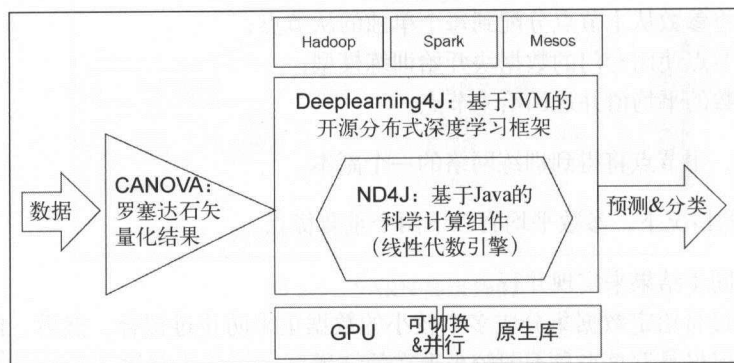 Hadoop Spark Mesos
Deeplearning4J：基于JVM的
开源分布式深度学习框架
数据
CANOVA：
罗塞达石矢
量化结果
ND4J：基于Java的
科学计算组件
（线性代数引擎）
预测&分类
GPU 可切换 原生库
&并行